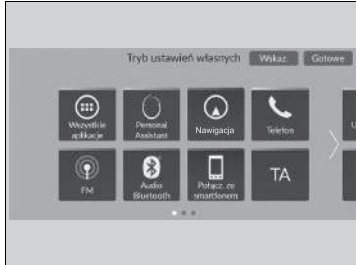 Tryb ustawień własnych Wskaz. Gotowe
Wszystkie
aplikacje
Personal
Assistant
Nawigacja
Telefon
FM
Audio
Bluetooth
Połącz. ze
smartfonem
TA